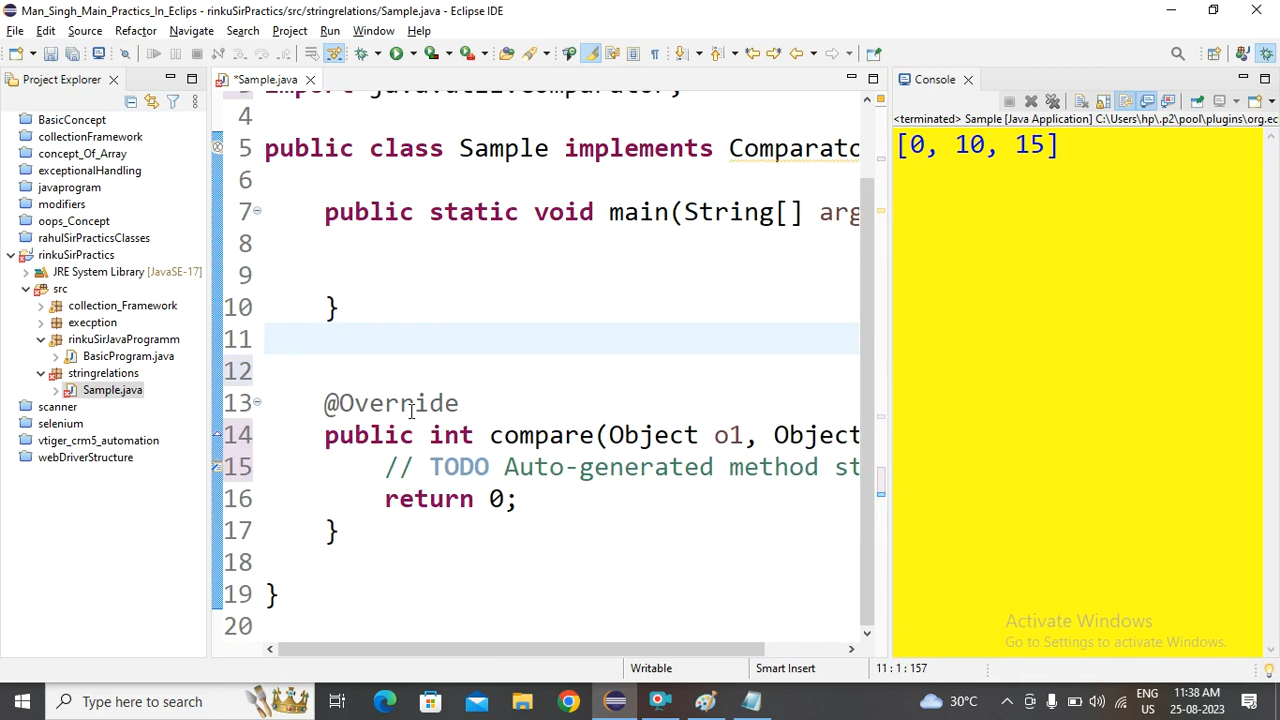 Man_Singh_Main_Practics_In_Eclips - rinkuSirPractics/src/stringrelations/Sample.java - Eclipse IDE
File Edit Source Refactor Navigate Search Project Run Window Help
Project Explorer
*Sample.java
Console
BasicConcept
collectionFramework
concept_Of_Array
exceptionalHandling
javaprogram
modifers
oops_Concept
rahulSirPracticsClasses
rinkuSirPractics
JRE System Library [JavaSE-17]
src
collection_Framework
execption
rinkuSirJavaProgramm
BasicProgram.java
stringrelations
Sample.java
scanner
selenium
vtiger_crm5_automation
webDriverStructure
4
5 public class Sample implements Comparato
6
7 public static void main(String[] arg
8
9
10 }
11
12
13 @Override
14 public int compare(Object o1, Object
15 // TODO Auto-generated method st
16 return 0;
17 }
18
19 }
20
<terminated> Sample [Java Application] C:\Users\hp\.p2\pool\plugins\org.ec
[0, 10, 15]
Activate Windows
Go to Settings to activate Windows.
Writable
Smart Insert
11 : 1 : 157
Type here to search
30°C
ENG
US
11:38 AM
25-08-2023